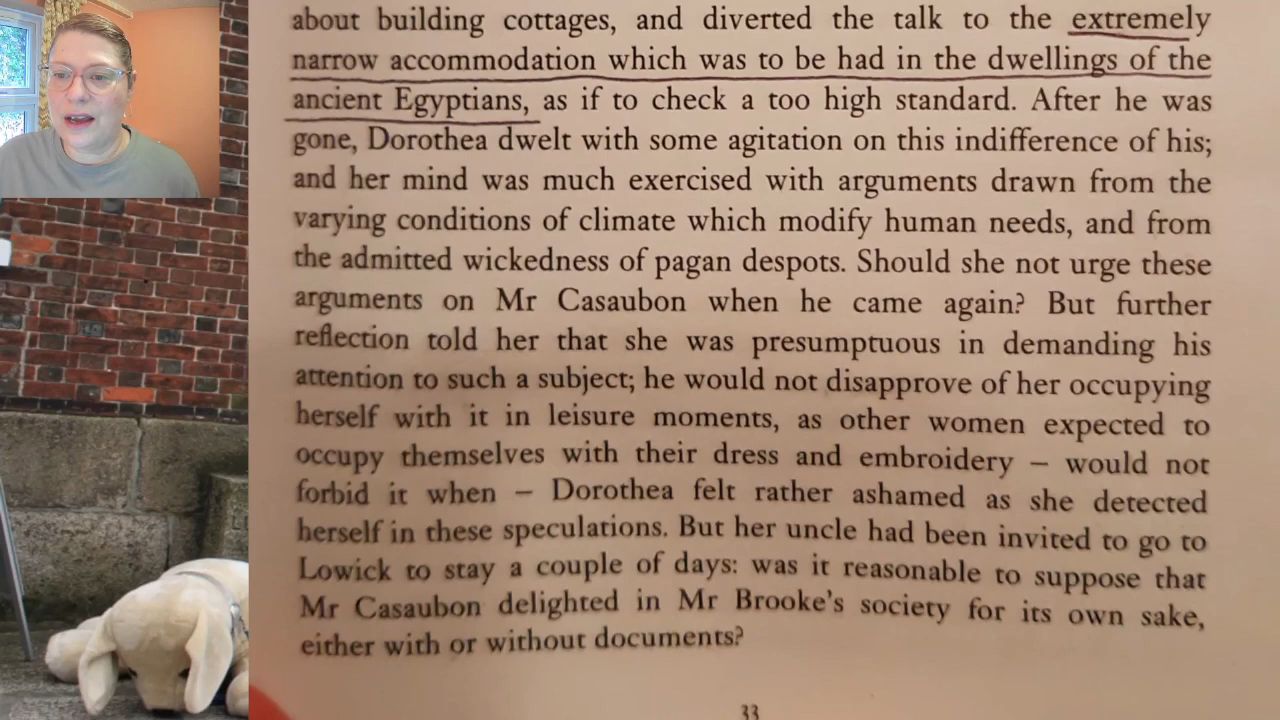 about building cottages, and diverted the talk to the extremely
narrow accommodation which was to be had in the dwellings of the
ancient Egyptians, as if to check a too high standard. After he was
gone, Dorothea dwelt with some agitation on this indifference of his;
and her mind was much exercised with arguments drawn from the
varying conditions of climate which modify human needs, and from
the admitted wickedness of pagan despots. Should she not urge these
arguments on Mr Casaubon when he came again? But further
reflection told her that she was presumptuous in demanding his
attention to such a subject; he would not disapprove of her occupying
herself with it in leisure moments, as other women expected to
occupy themselves with their dress and embroidery – would not
forbid it when – Dorothea felt rather ashamed as she detected
herself in these speculations. But her uncle had been invited to go to
Lowick to stay a couple of days: was it reasonable to suppose that
Mr Casaubon delighted in Mr Brooke's society for its own sake,
either with or without documents?
33